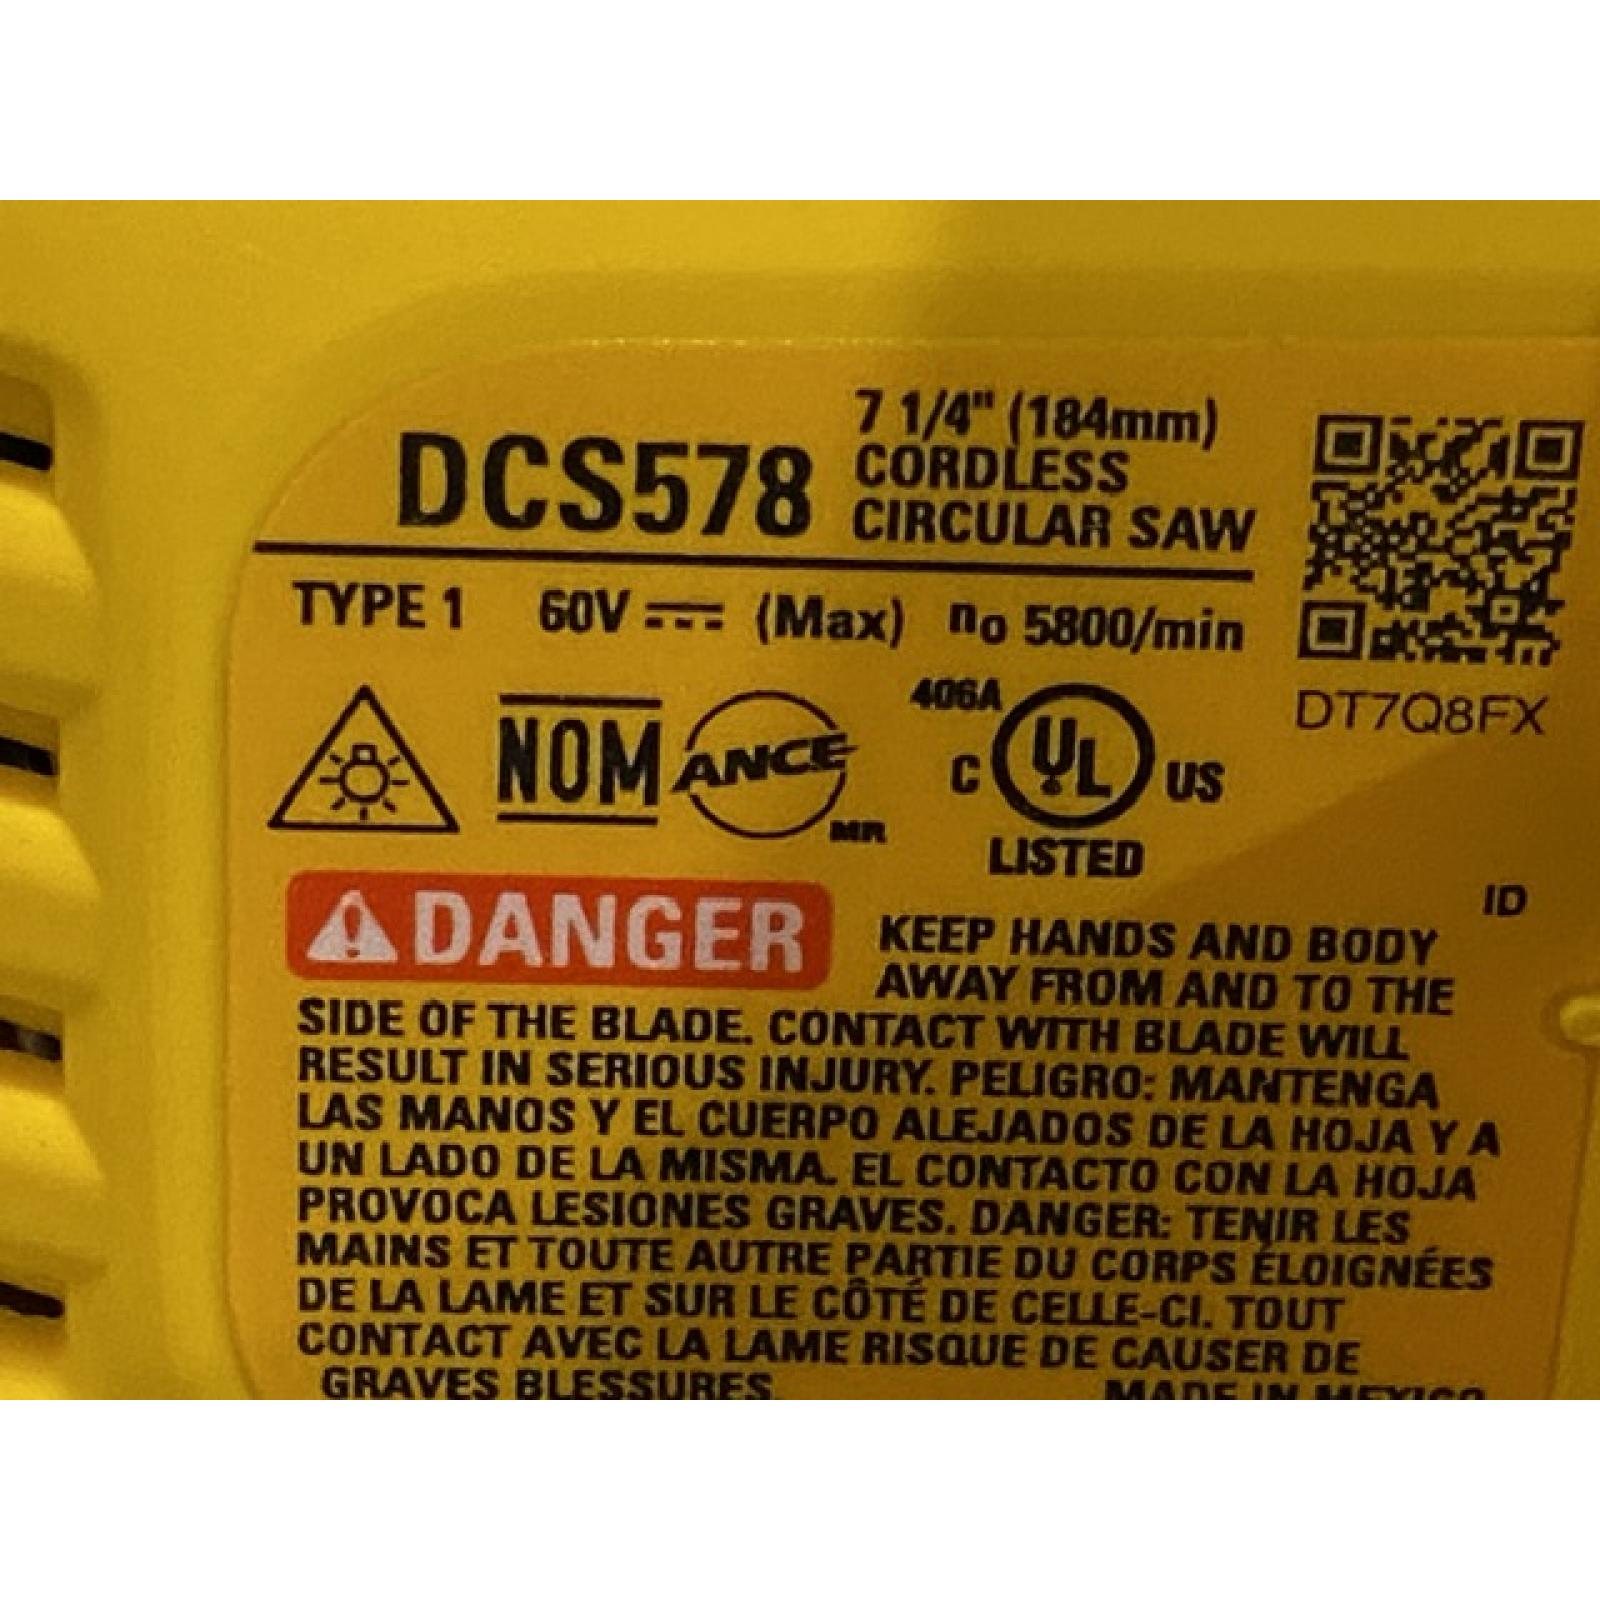 DCS578
7 1/4" (184mm)
CORDLESS
CIRCULAR SAW
TYPE 1 60V (Max) no 5800/min
DT7Q8FX
NOM ANCE MR
406A
C UL US
LISTED
ID
DANGER KEEP HANDS AND BODY
AWAY FROM AND TO THE
SIDE OF THE BLADE. CONTACT WITH BLADE WILL
RESULT IN SERIOUS INJURY. PELIGRO: MANTENGA
LAS MANOS Y EL CUERPO ALEJADOS DE LA HOJA Y A
UN LADO DE LA MISMA. EL CONTACTO CON LA HOJA
PROVOCA LESIONES GRAVES. DANGER: TENIR LES
MAINS ET TOUTE AUTRE PARTIE DU CORPS ÉLOIGNÉES
DE LA LAME ET SUR LE CÔTÉ DE CELLE-CI. TOUT
CONTACT AVEC LA LAME RISQUE DE CAUSER DE
GRAVES BLESSURES. MADE IN MEXICO